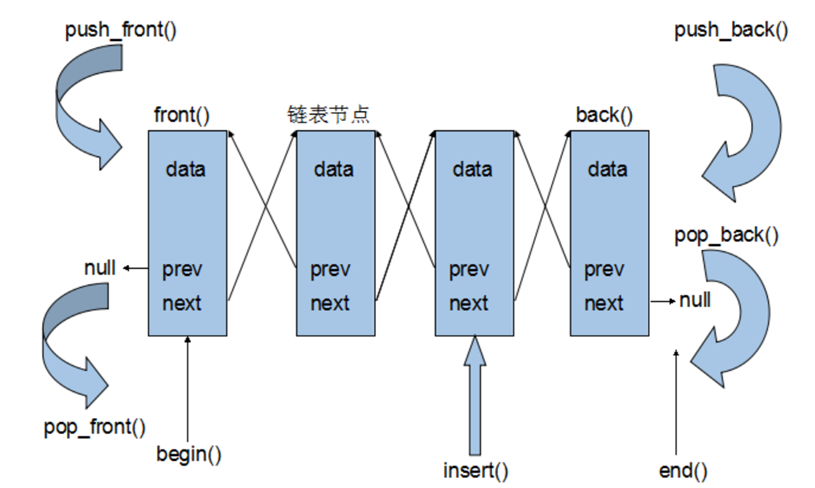 push_front()
push_back()
front()
链表节点
back()
data
data
data
data
pop_back()
null
prev
prev
prev
prev
next
next
next
next
null
pop_front()
begin()
insert()
end()